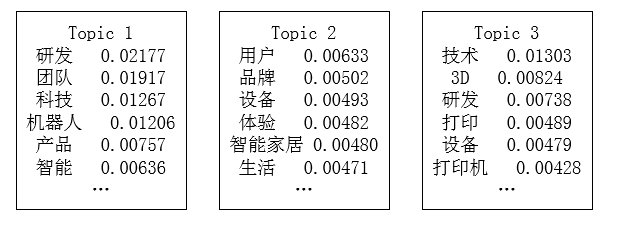 Topic 1
研发 0.02177
团队 0.01917
科技 0.01267
机器人 0.01206
产品 0.00757
智能 0.00636
…
Topic 2
用户 0.00633
品牌 0.00502
设备 0.00493
体验 0.00482
智能家居 0.00480
生活 0.00471
…
Topic 3
技术 0.01303
3D 0.00824
研发 0.00738
打印 0.00489
设备 0.00479
打印机 0.00428
…